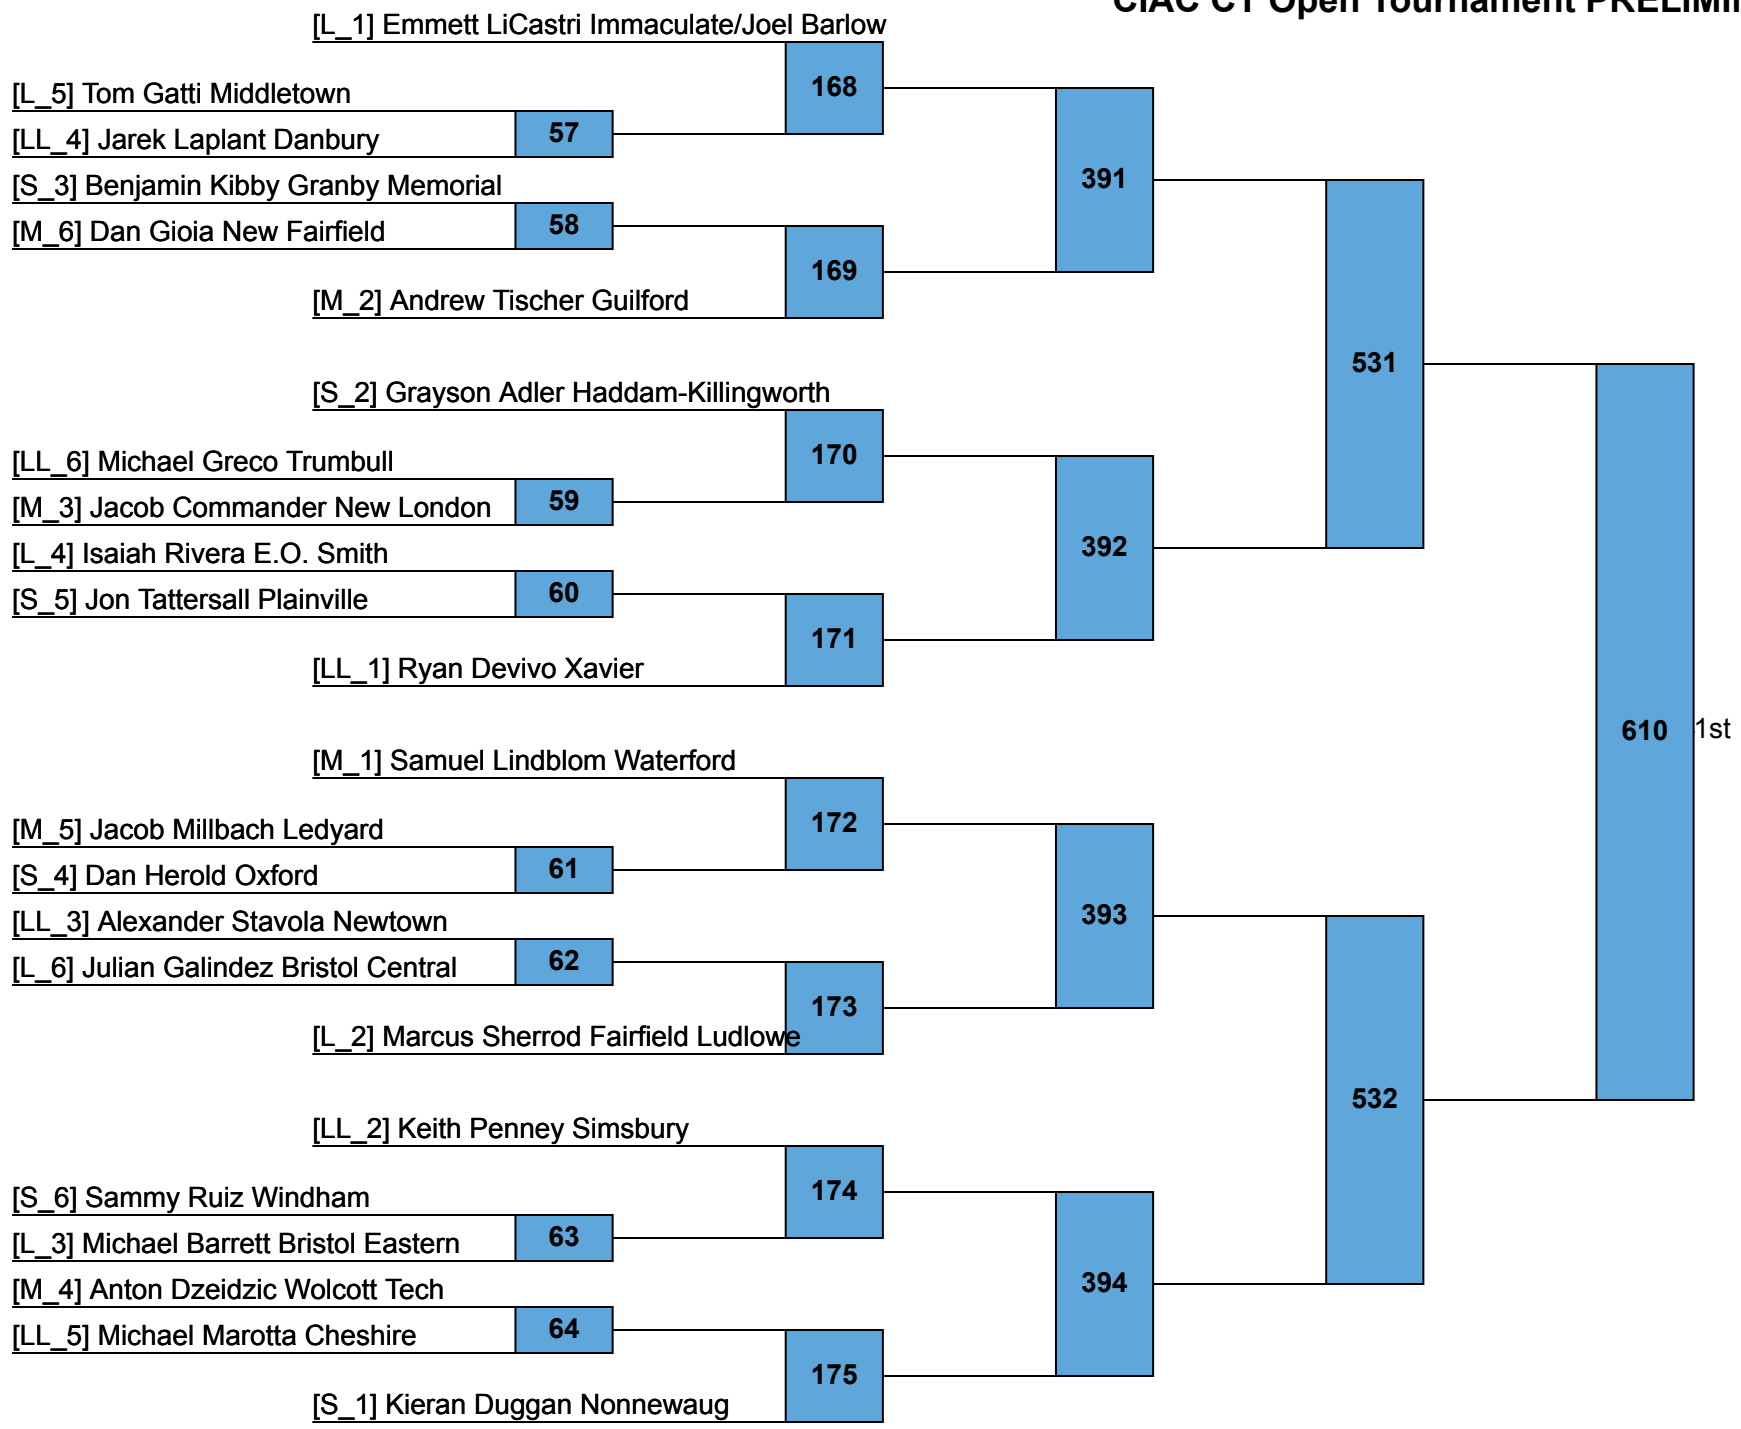 CIAC CT Open Tournament
[L_1] Emmett LiCastri Immaculate/Joel Barlow
168
[L_5] Tom Gatti Middletown
57
[LL_4] Jarek Laplant Danbury
391
[S_3] Benjamin Kibby Granby Memorial
58
[M_6] Dan Gioia New Fairfield
169
[M_2] Andrew Tischer Guilford
531
[S_2] Grayson Adler Haddam-Killingworth
170
[LL_6] Michael Greco Trumbull
59
[M_3] Jacob Commander New London
392
[L_4] Isaiah Rivera E.O. Smith
60
[S_5] Jon Tattersall Plainville
171
[LL_1] Ryan Devivo Xavier
610 1st
[M_1] Samuel Lindblom Waterford
172
[M_5] Jacob Millbach Ledyard
61
[S_4] Dan Herold Oxford
393
[LL_3] Alexander Stavola Newtown
62
[L_6] Julian Galindez Bristol Central
173
[L_2] Marcus Sherrod Fairfield Ludlowe
532
[LL_2] Keith Penney Simsbury
174
[S_6] Sammy Ruiz Windham
63
[L_3] Michael Barrett Bristol Eastern
394
[M_4] Anton Dzeidzic Wolcott Tech
64
[LL_5] Michael Marotta Cheshire
175
[S_1] Kieran Duggan Nonnewaug